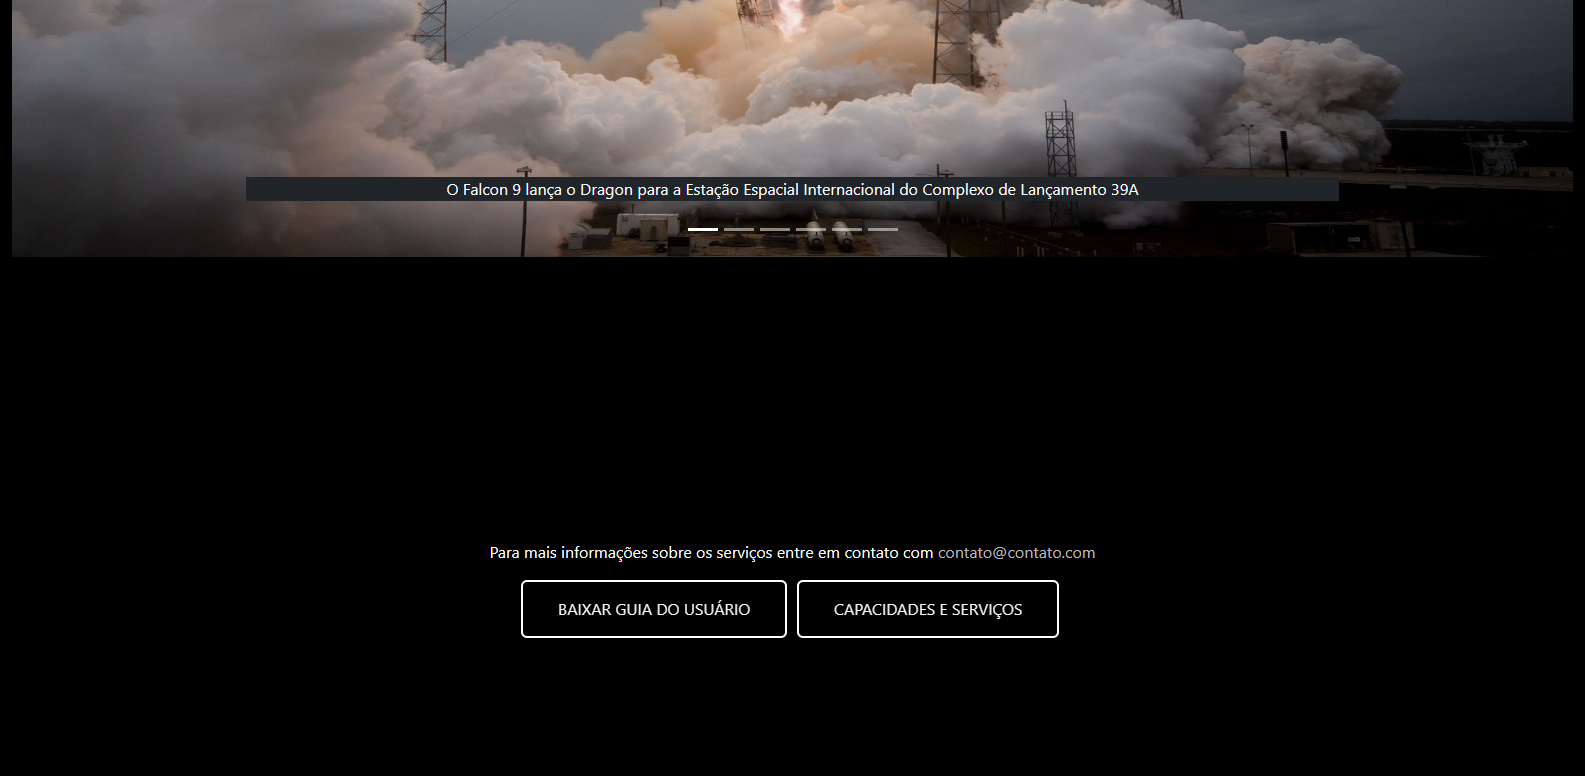 O Falcon 9 lança o Dragon para a Estação Espacial Internacional do Complexo de Lançamento 39A
Para mais informações sobre os serviços entre em contato com contato@contato.com
BAIXAR GUIA DO USUÁRIO
CAPACIDADES E SERVIÇOS